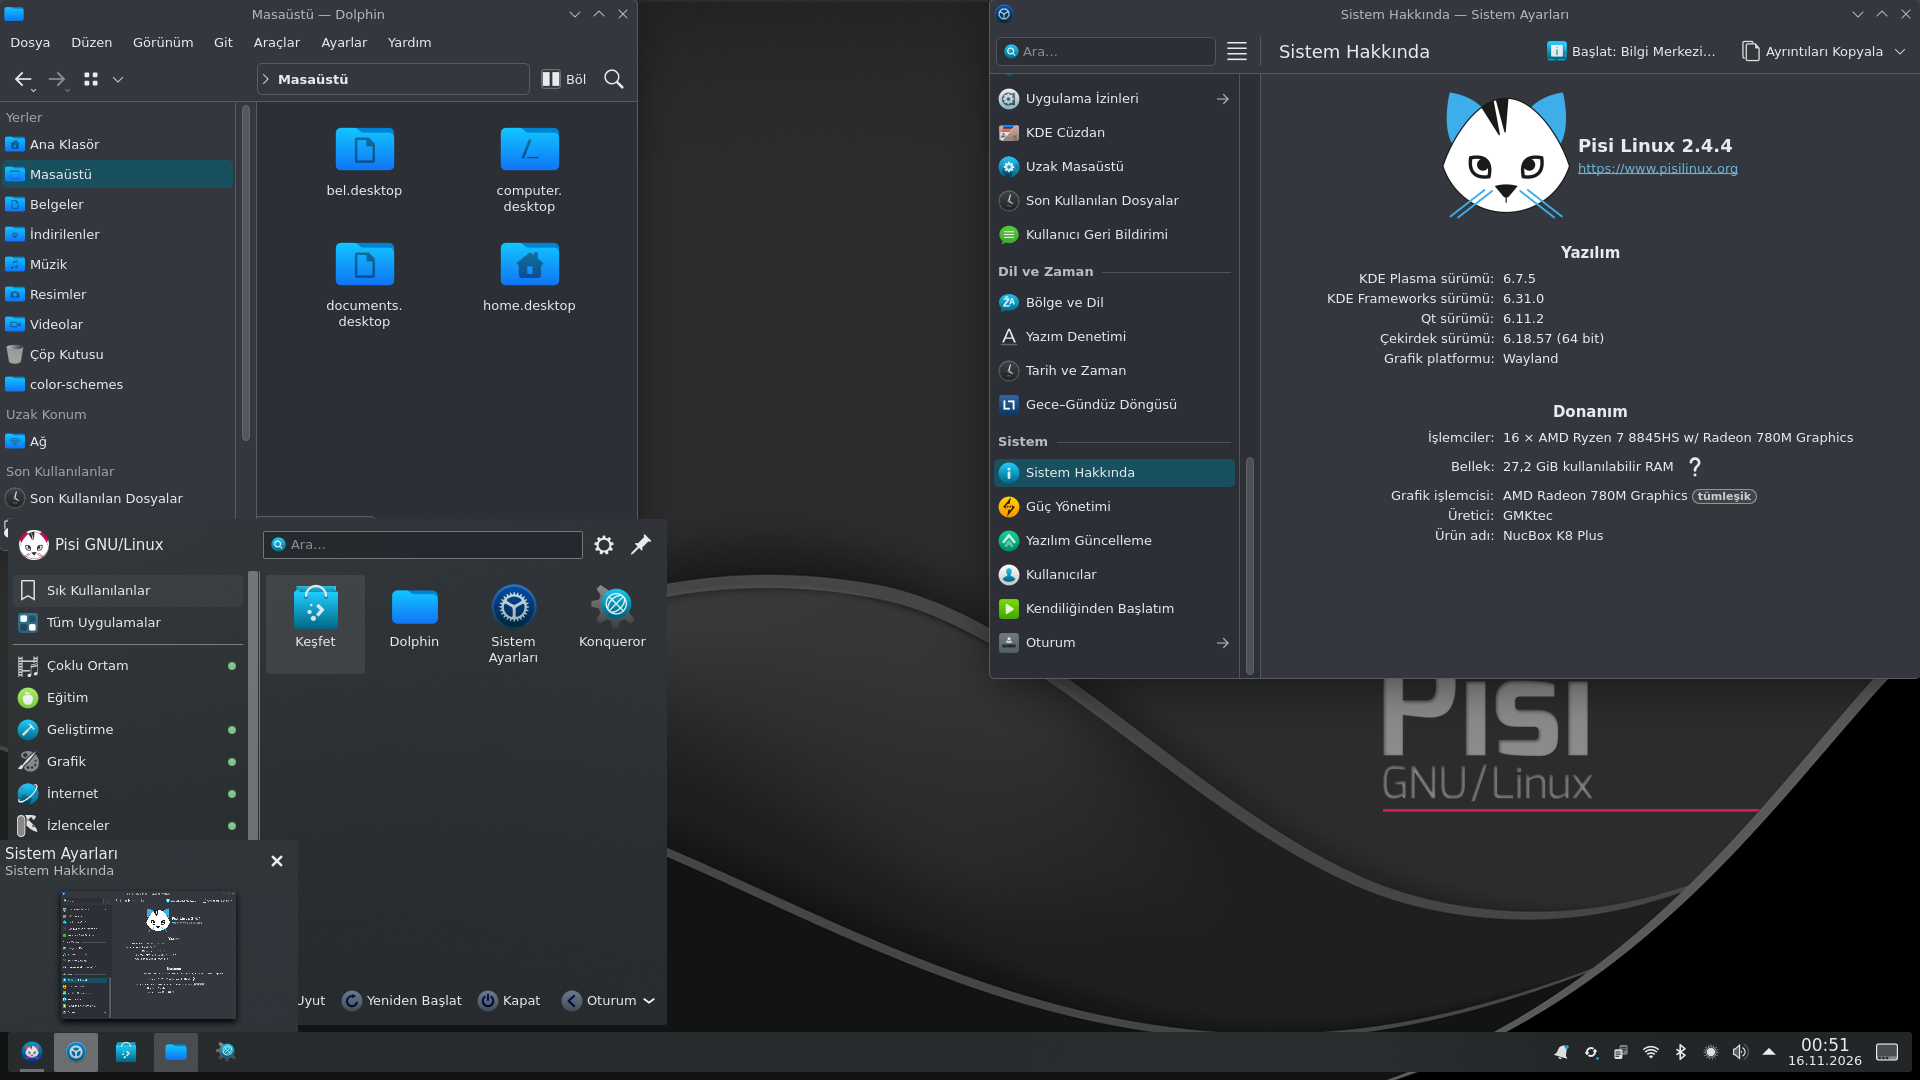 Masaüstü — Dolphin
Dosya Düzen Görünüm Git Araçlar Ayarlar Yardım
Masaüstü
Böl
Yerler
Ana Klasör
Masaüstü
Belgeler
İndirilenler
Müzik
Resimler
Videolar
Çöp Kutusu
color-schemes
Uzak Konum
Ağ
Son Kullanılanlar
Son Kullanılan Dosyalar
bel.desktop
computer.
desktop
documents.
desktop
home.desktop
Sistem Hakkında — Sistem Ayarları
Ara...
Sistem Hakkında
Başlat: Bilgi Merkezi...
Ayrıntıları Kopyala
Uygulama İzinleri
KDE Cüzdan
Uzak Masaüstü
Son Kullanılan Dosyalar
Kullanıcı Geri Bildirimi
Dil ve Zaman
Bölge ve Dil
Yazım Denetimi
Tarih ve Zaman
Gece–Gündüz Döngüsü
Sistem
Sistem Hakkında
Güç Yönetimi
Yazılım Güncelleme
Kullanıcılar
Kendiliğinden Başlatım
Oturum
Pisi Linux 2.4.4
https://www.pisilinux.org
Yazılım
KDE Plasma sürümü: 6.7.5
KDE Frameworks sürümü: 6.31.0
Qt sürümü: 6.11.2
Çekirdek sürümü: 6.18.57 (64 bit)
Grafik platformu: Wayland
Donanım
İşlemciler: 16 × AMD Ryzen 7 8845HS w/ Radeon 780M Graphics
Bellek: 27,2 GiB kullanılabilir RAM
Grafik işlemcisi: AMD Radeon 780M Graphics tümleşik
Üretici: GMKtec
Ürün adı: NucBox K8 Plus
Pisi GNU/Linux
Ara...
Sık Kullanılanlar
Tüm Uygulamalar
Çoklu Ortam
Eğitim
Geliştirme
Grafik
İnternet
İzlenceler
Keşfet
Dolphin
Sistem
Ayarları
Konqueror
Uyut
Yeniden Başlat
Kapat
Oturum
Sistem Ayarları
Sistem Hakkında
Pisi
GNU/Linux
00:51
16.11.2026